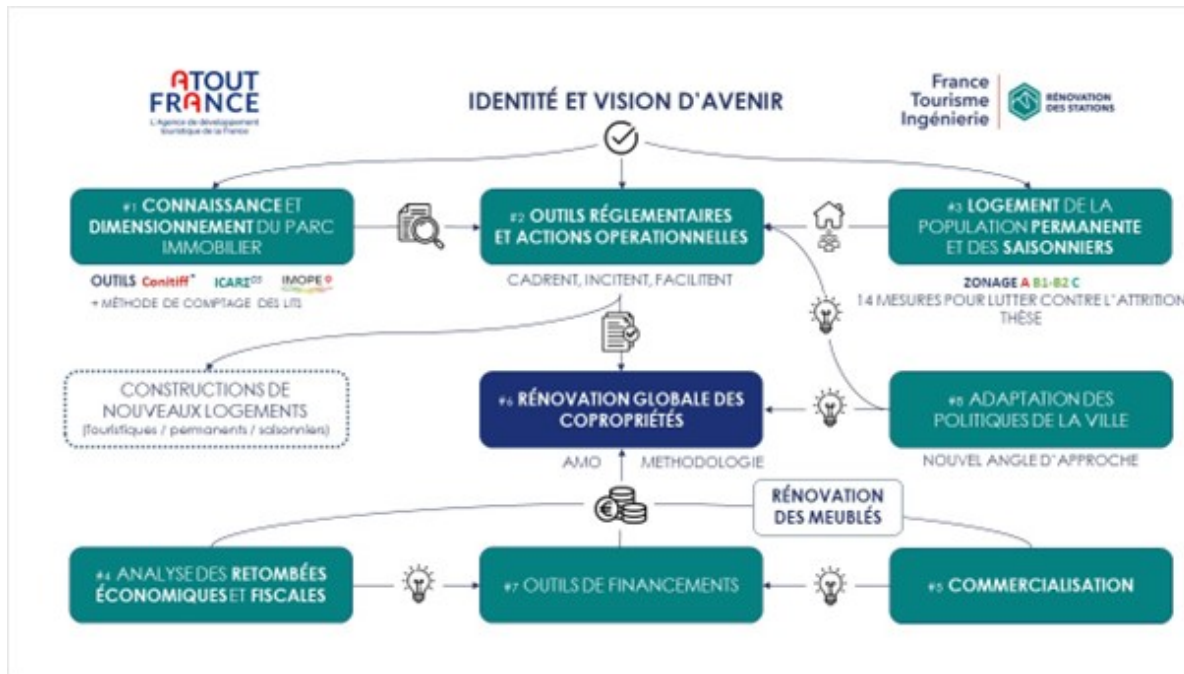 ATOUT
FRANCE
L'Agence de développement
touristique de la France
IDENTITÉ ET VISION D'AVENIR
France
Tourisme
Ingénierie
RÉNOVATION
DES STATIONS
#1 CONNAISSANCE ET
DIMENSIONNEMENT DU PARC
IMMOBILIER
#2 OUTILS RÉGLEMENTAIRES
ET ACTIONS OPERATIONNELLES
#3 LOGEMENT DE LA
POPULATION PERMANENTE
ET DES SAISONNIERS
OUTILS Conitiff ICARE IMOPE
+ MÉTHODE DE COMPTAGE DES LITS
CADRENT, INCITENT, FACILITENT
ZONAGE A B1-B2 C
14 MESURES POUR LUTTER CONTRE L'ATTRITION
THÈSE
CONSTRUCTIONS DE
NOUVEAUX LOGEMENTS
(touristiques / permanents / saisonniers)
#6 RÉNOVATION GLOBALE DES
COPROPRIÉTÉS
#8 ADAPTATION DES
POLITIQUES DE LA VILLE
AMO METHODOLOGIE
NOUVEL ANGLE D'APPROCHE
RÉNOVATION
DES MEUBLÉS
#4 ANALYSE DES RETOMBÉES
ÉCONOMIQUES ET FISCALES
#7 OUTILS DE FINANCEMENTS
#5 COMMERCIALISATION